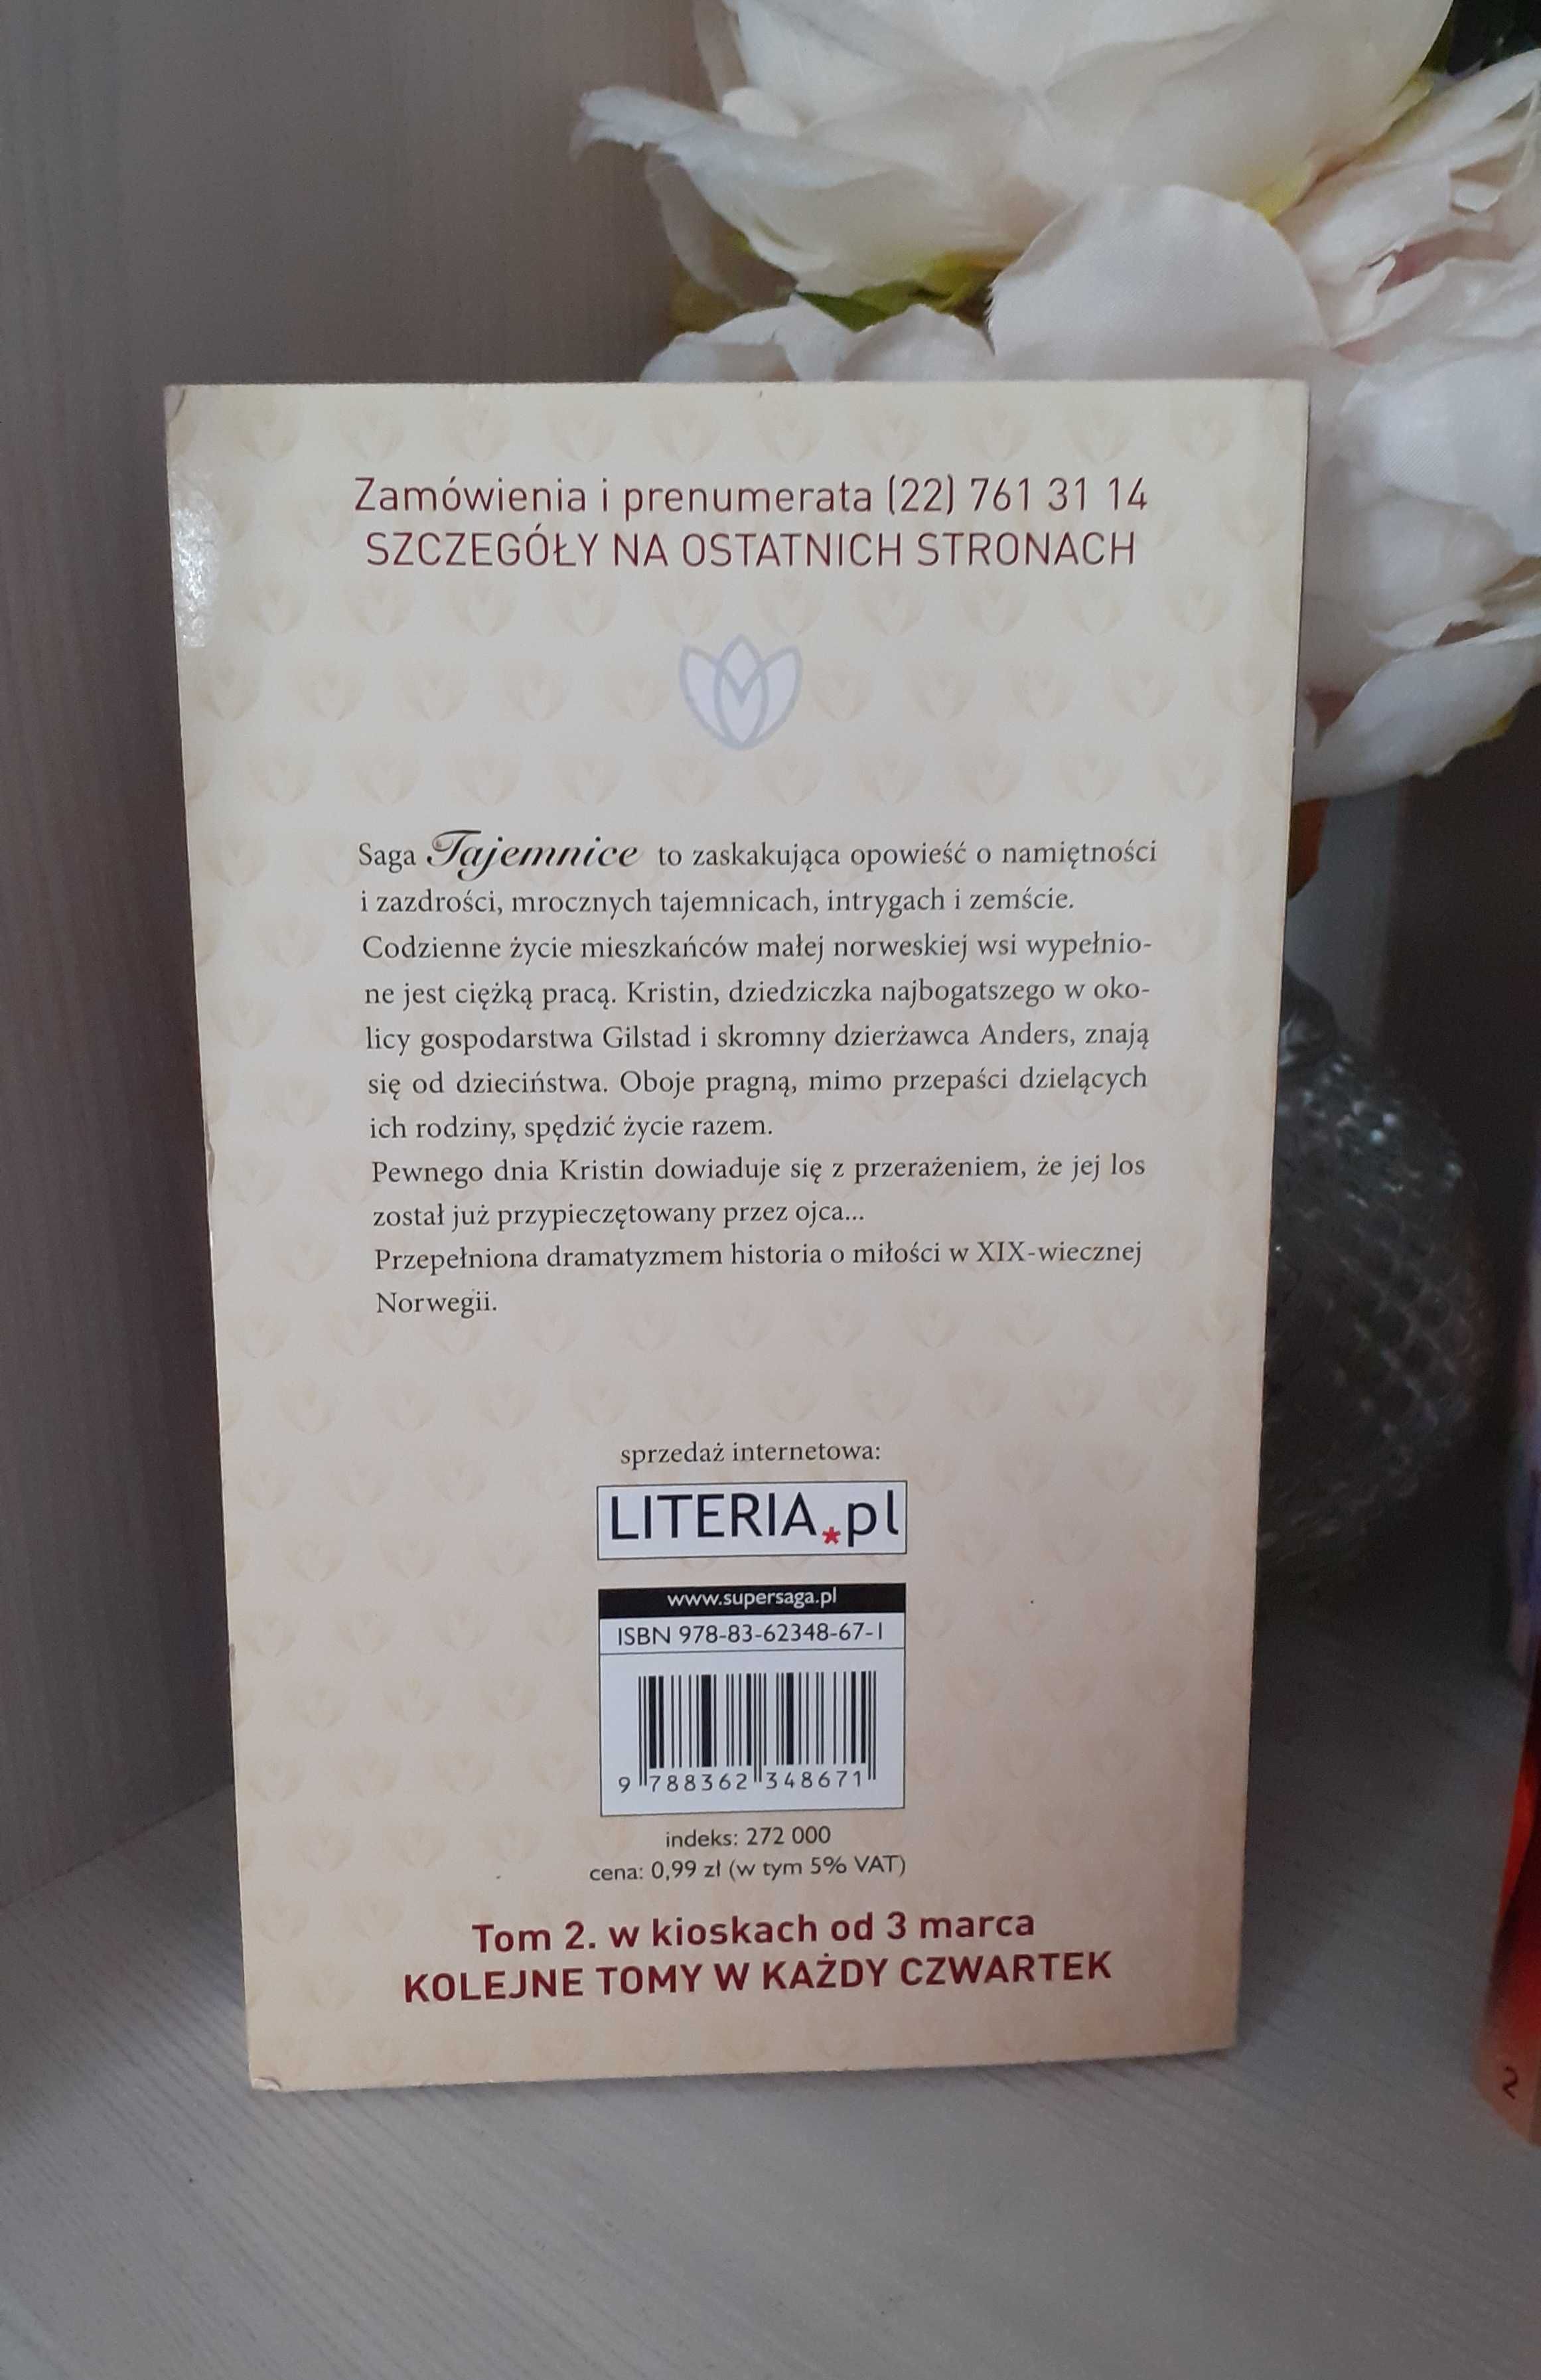 Zamówienia i prenumerata (22) 761 31 14
SZCZEGÓŁY NA OSTATNICH STRONACH
Saga Tajemnice to zaskakująca opowieść o namiętności
i zazdrości, mrocznych tajemnicach, intrygach i zemście.
Codzienne życie mieszkańców małej norweskiej wsi wypełnio-
ne jest ciężką pracą. Kristin, dziedziczka najbogatszego w oko-
licy gospodarstwa Gilstad i skromny dzierżawca Anders, znają
się od dzieciństwa. Oboje pragną, mimo przepaści dzielących
ich rodziny, spędzić życie razem.
Pewnego dnia Kristin dowiaduje się z przerażeniem, że jej los
został już przypieczętowany przez ojca...
Przepełniona dramatyzmem historia o miłości w XIX-wiecznej
Norwegii.
sprzedaż internetowa:
LITERIA.pl
www.supersaga.pl
ISBN 978-83-62348-67-1
9 788362 348671
indeks: 272 000
cena: 0,99 zł (w tym 5% VAT)
Tom 2. w kioskach od 3 marca
KOLEJNE TOMY W KAŻDY CZWARTEK